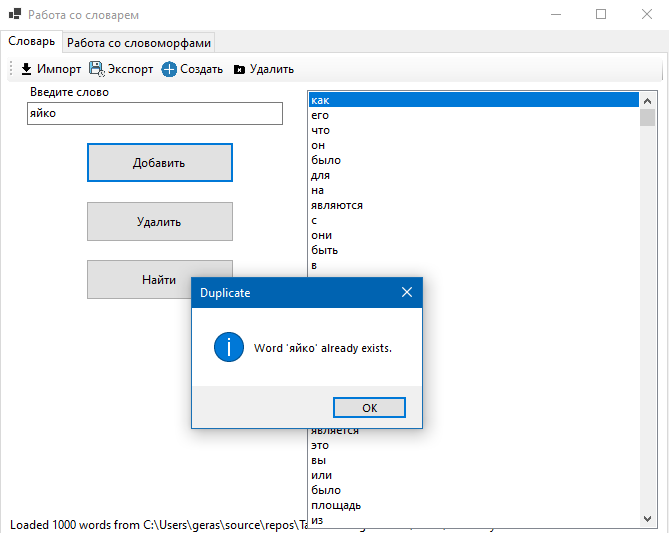 Работа со словарем
Словарь
Работа со словоморфами
Импорт
Экспорт
Создать
Удалить
Введите слово
яйко
Добавить
Удалить
Найти
как
его
что
он
было
для
на
являются
с
они
быть
в
Duplicate
Word 'яйко' already exists.
OK
является
это
вы
или
было
площадь
из
Loaded 1000 words from C:\Users\geras\source\repos\Ta